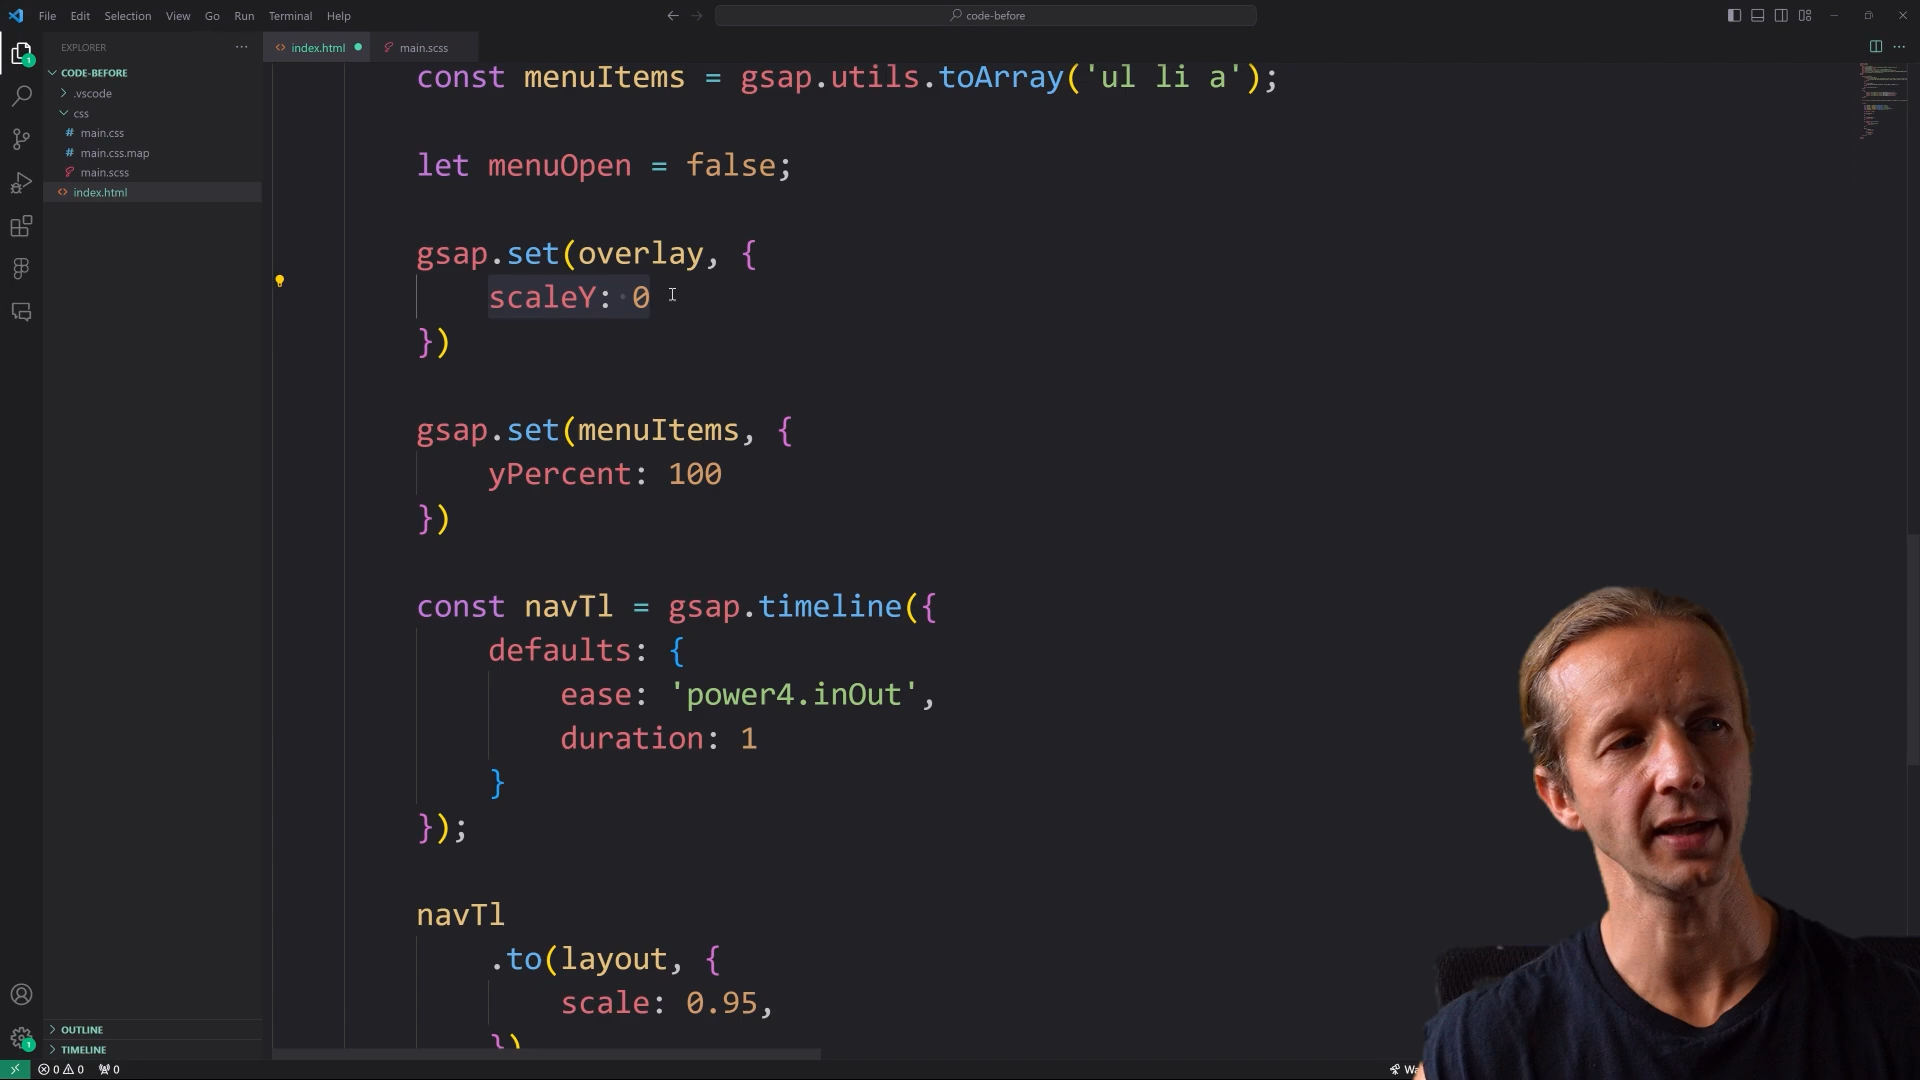 File Edit Selection View Go Run Terminal Help
code-before
EXPLORER
index.html
main.scss
CODE-BEFORE
.vscode
css
main.css
main.css.map
main.scss
index.html
const menuItems = gsap.utils.toArray('ul li a');
let menuOpen = false;
gsap.set(overlay, {
scaleY: 0
})
gsap.set(menuItems, {
yPercent: 100
})
const navTl = gsap.timeline({
defaults: {
ease: 'power4.inOut',
duration: 1
}
});
navTl
.to(layout, {
scale: 0.95,
})
OUTLINE
TIMELINE
0 0 0